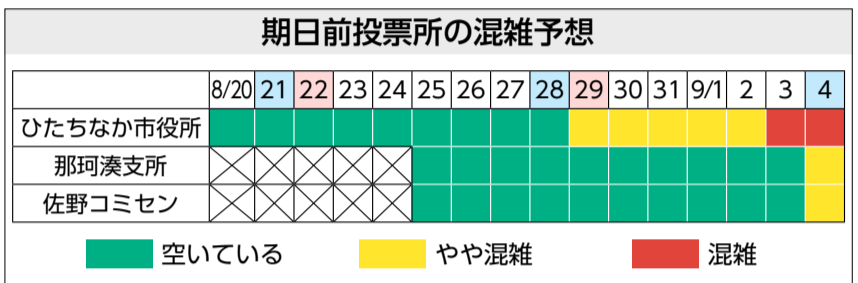 期日前投票所の混雑予想
8/20 21 22 23 24 25 26 27 28 29 30 31 9/1 2 3 4
ひたちなか市役所
那珂湊支所
佐野コミセン
空いている やや混雑 混雑